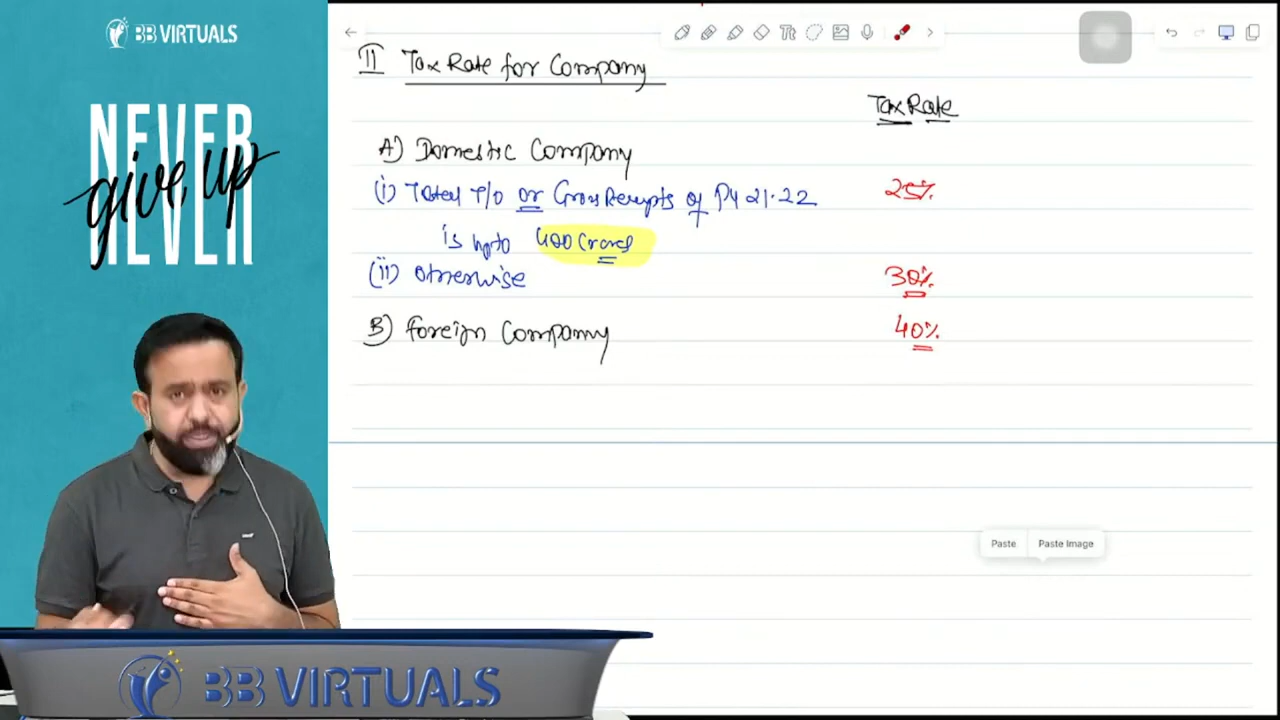 BB VIRTUALS
NEVER
give up
NEVER
II Tax Rate for Company
Tax Rate
A) Domestic Company
(i) Total T/O or Gross Receipts of PY 21-22 25%
is upto 400 Crores
(ii) Otherwise 30%
B) Foreign Company 40%
Paste Paste Image
BB VIRTUALS